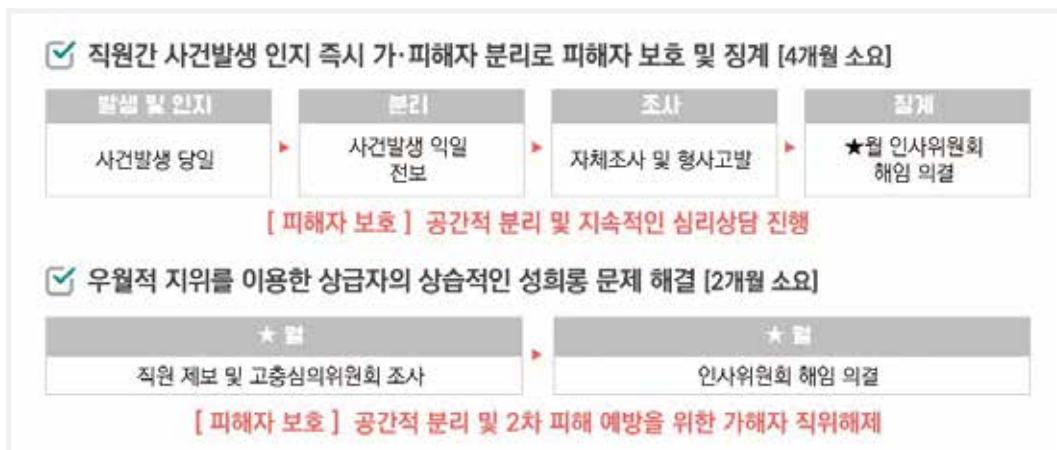 직원간 사건발생 인지 즉시 가·피해자 분리로 피해자 보호 및 징계 [4개월 소요]
발생 및 인지
분리
조사
징계
사건발생 당일
사건발생 익일
전보
자체조사 및 형사고발
★월 인사위원회
해임 의결
[ 피해자 보호 ] 공간적 분리 및 지속적인 심리상담 진행
우월적 지위를 이용한 상급자의 상습적인 성희롱 문제 해결 [2개월 소요]
★ 월
★ 월
직원 제보 및 고충심의위원회 조사
인사위원회 해임 의결
[ 피해자 보호 ] 공간적 분리 및 2차 피해 예방을 위한 가해자 직위해제